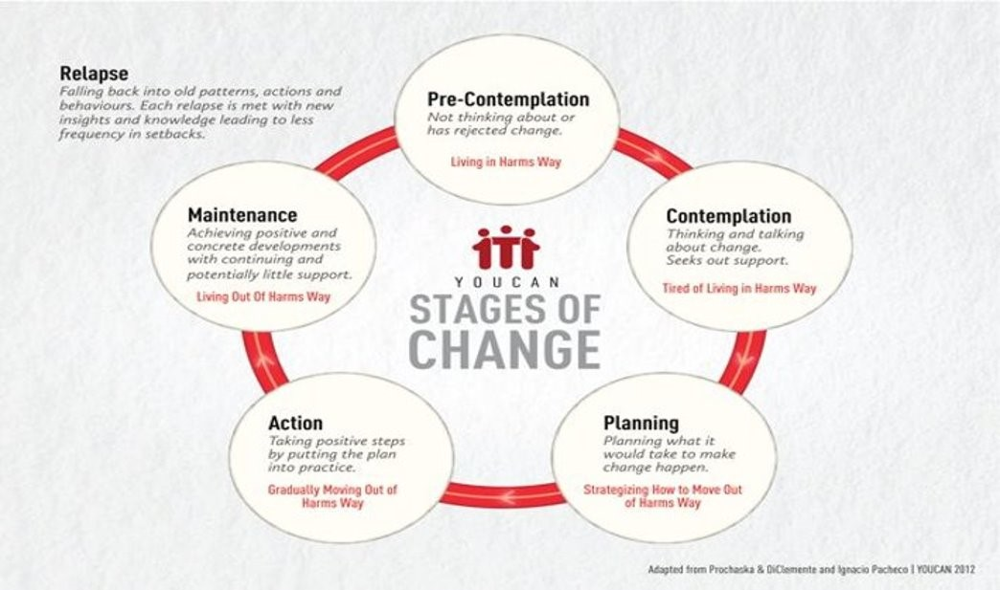 Relapse
Falling back into old patterns, actions and
behaviours. Each relapse is met with new
insights and knowledge leading to less
frequency in setbacks.
Pre-Contemplation
Not thinking about or
has rejected change.
Living in Harms Way
Contemplation
Thinking and talking
about change.
Seeks out support.
Tired of Living in Harms Way
Planning
Planning what it
would take to make
change happen.
Strategizing How to Move Out
of Harms Way
Action
Taking positive steps
by putting the plan
into practice.
Gradually Moving Out of
Harms Way
Maintenance
Achieving positive and
concrete developments
with continuing and
potentially little support.
Living Out Of Harms Way
YOUCAN
STAGES OF
CHANGE
Adapted from Prochaska & DiClemente and Ignacio Pacheco | YOUCAN 2012